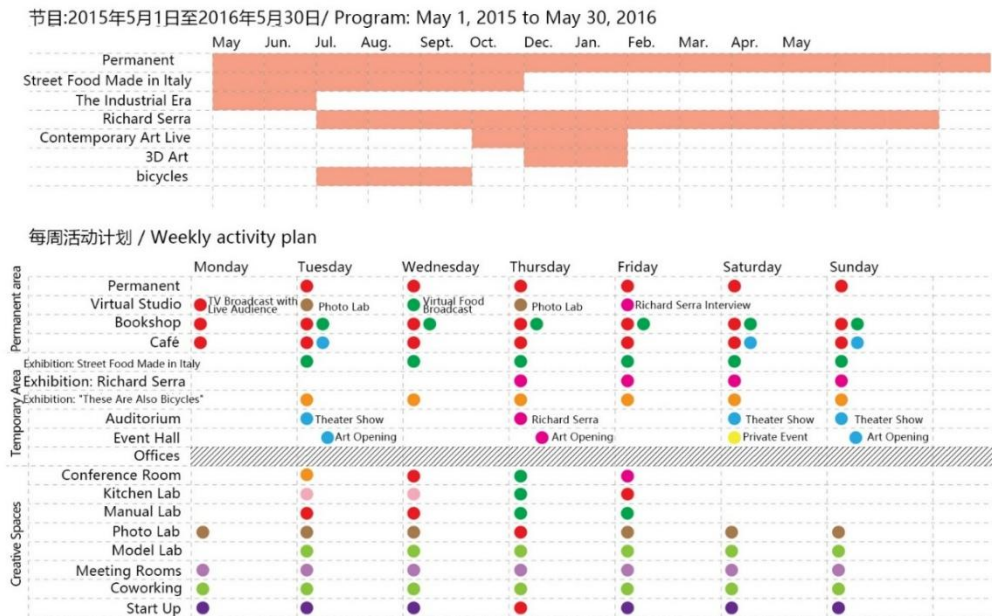 节目:2015年5月1日至2016年5月30日/ Program: May 1, 2015 to May 30, 2016
May Jun. Jul. Aug. Sept. Oct. Dec. Jan. Feb. Mar. Apr. May
Permanent
Street Food Made in Italy
The Industrial Era
Richard Serra
Contemporary Art Live
3D Art
bicycles
每周活动计划 / Weekly activity plan
Monday Tuesday Wednesday Thursday Friday Saturday Sunday
Permanent area
Permanent
Virtual Studio TV Broadcast with Live Audience Photo Lab Virtual Food Broadcast Photo Lab Richard Serra Interview
Bookshop
Café
Temporary Area
Exhibition: Street Food Made in Italy
Exhibition: Richard Serra
Exhibition: "These Are Also Bicycles"
Auditorium Theater Show Richard Serra Theater Show Theater Show
Event Hall Art Opening Art Opening Private Event Art Opening
Offices
Creative Spaces
Conference Room
Kitchen Lab
Manual Lab
Photo Lab
Model Lab
Meeting Rooms
Coworking
Start Up